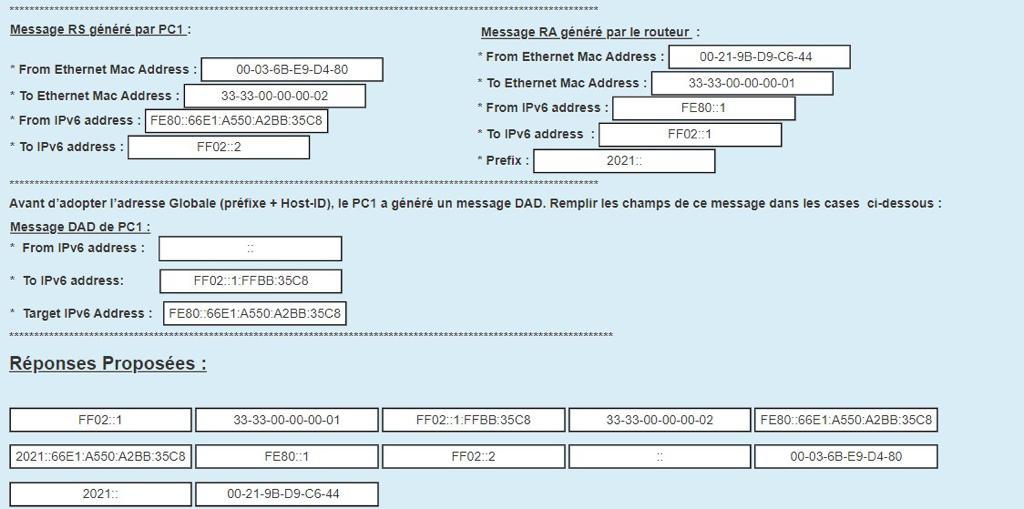 ************************************************************************************************************************
Message RS généré par PC1 :
* From Ethernet Mac Address : 00-03-6B-E9-D4-80
* To Ethernet Mac Address : 33-33-00-00-00-02
* From IPv6 address : FE80::66E1:A550:A2BB:35C8
* To IPv6 address : FF02::2
Message RA généré par le routeur :
* From Ethernet Mac Address : 00-21-9B-D9-C6-44
* To Ethernet Mac Address : 33-33-00-00-00-01
* From IPv6 address : FE80::1
* To IPv6 address : FF02::1
* Prefix : 2021::
************************************************************************************************************************
Avant d'adopter l'adresse Globale (préfixe + Host-ID), le PC1 a généré un message DAD. Remplir les champs de ce message dans les cases ci-dessous :
Message DAD de PC1 :
* From IPv6 address : ::
* To IPv6 address: FF02::1:FFBB:35C8
* Target IPv6 Address : FE80::66E1:A550:A2BB:35C8
***************************************************************************************************************************
Réponses Proposées :
FF02::1 33-33-00-00-00-01 FF02::1:FFBB:35C8 33-33-00-00-00-02 FE80::66E1:A550:A2BB:35C8
2021::66E1:A550:A2BB:35C8 FE80::1 FF02::2 :: 00-03-6B-E9-D4-80
2021:: 00-21-9B-D9-C6-44